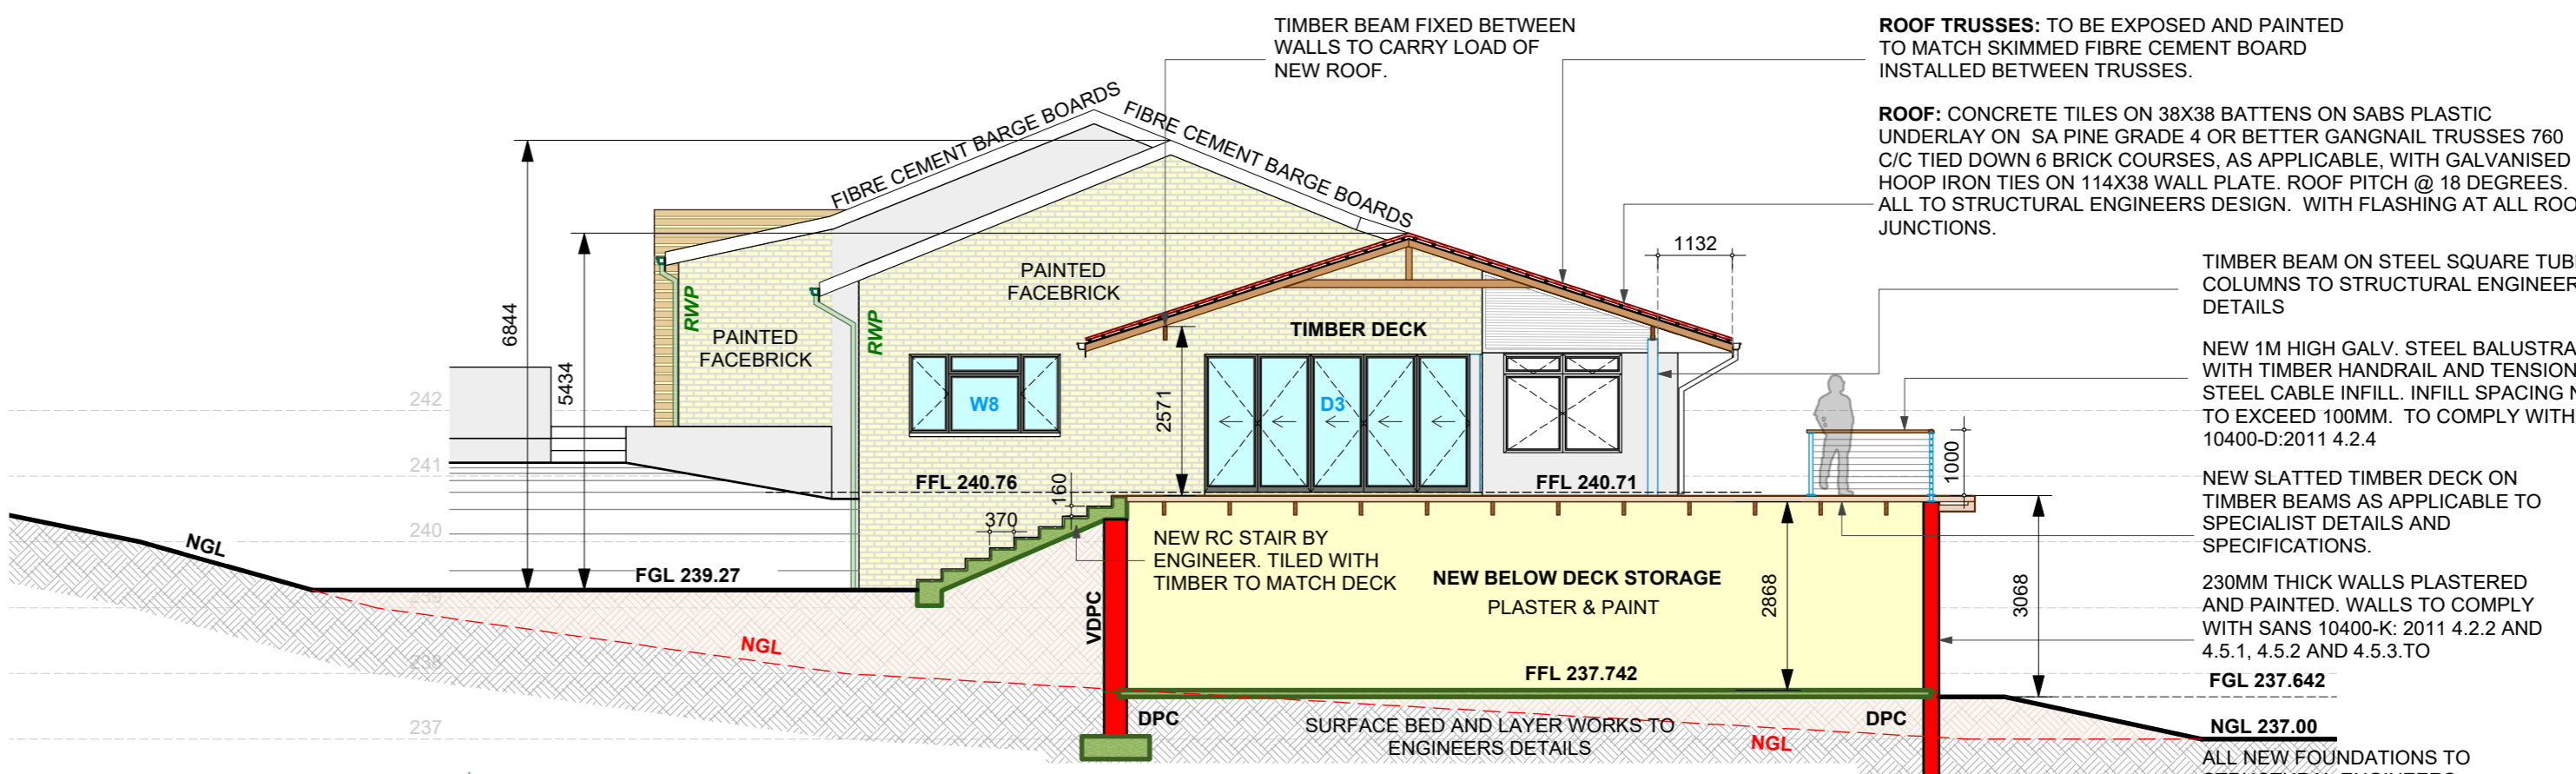 TIMBER BEAM FIXED BETWEEN
WALLS TO CARRY LOAD OF
NEW ROOF.
ROOF TRUSSES: TO BE EXPOSED AND PAINTED
TO MATCH SKIMMED FIBRE CEMENT BOARD
INSTALLED BETWEEN TRUSSES.
ROOF: CONCRETE TILES ON 38X38 BATTENS ON SABS PLASTIC
UNDERLAY ON SA PINE GRADE 4 OR BETTER GANGNAIL TRUSSES 760
C/C TIED DOWN 6 BRICK COURSES, AS APPLICABLE, WITH GALVANISED
HOOP IRON TIES ON 114X38 WALL PLATE. ROOF PITCH @ 18 DEGREES.
ALL TO STRUCTURAL ENGINEERS DESIGN. WITH FLASHING AT ALL ROO
JUNCTIONS.
FIBRE CEMENT BARGE BOARDS
FIBRE CEMENT BARGE BOARDS
1132
TIMBER BEAM ON STEEL SQUARE TUB
COLUMNS TO STRUCTURAL ENGINEER
DETAILS
PAINTED
FACEBRICK
RWP
RWP
PAINTED
FACEBRICK
TIMBER DECK
6844
5434
2571
NEW 1M HIGH GALV. STEEL BALUSTRA
WITH TIMBER HANDRAIL AND TENSION
STEEL CABLE INFILL. INFILL SPACING N
TO EXCEED 100MM. TO COMPLY WITH
10400-D:2011 4.2.4
W8
D3
242
241
240
239
238
237
1000
FFL 240.76
160
FFL 240.71
370
NEW SLATTED TIMBER DECK ON
TIMBER BEAMS AS APPLICABLE TO
SPECIALIST DETAILS AND
SPECIFICATIONS.
NGL
FGL 239.27
NEW RC STAIR BY
ENGINEER. TILED WITH
TIMBER TO MATCH DECK
NEW BELOW DECK STORAGE
PLASTER & PAINT
2868
3068
230MM THICK WALLS PLASTERED
AND PAINTED. WALLS TO COMPLY
WITH SANS 10400-K: 2011 4.2.2 AND
4.5.1, 4.5.2 AND 4.5.3.TO
VDPC
NGL
FFL 237.742
FGL 237.642
DPC
SURFACE BED AND LAYER WORKS TO
ENGINEERS DETAILS
DPC
NGL
NGL 237.00
ALL NEW FOUNDATIONS TO